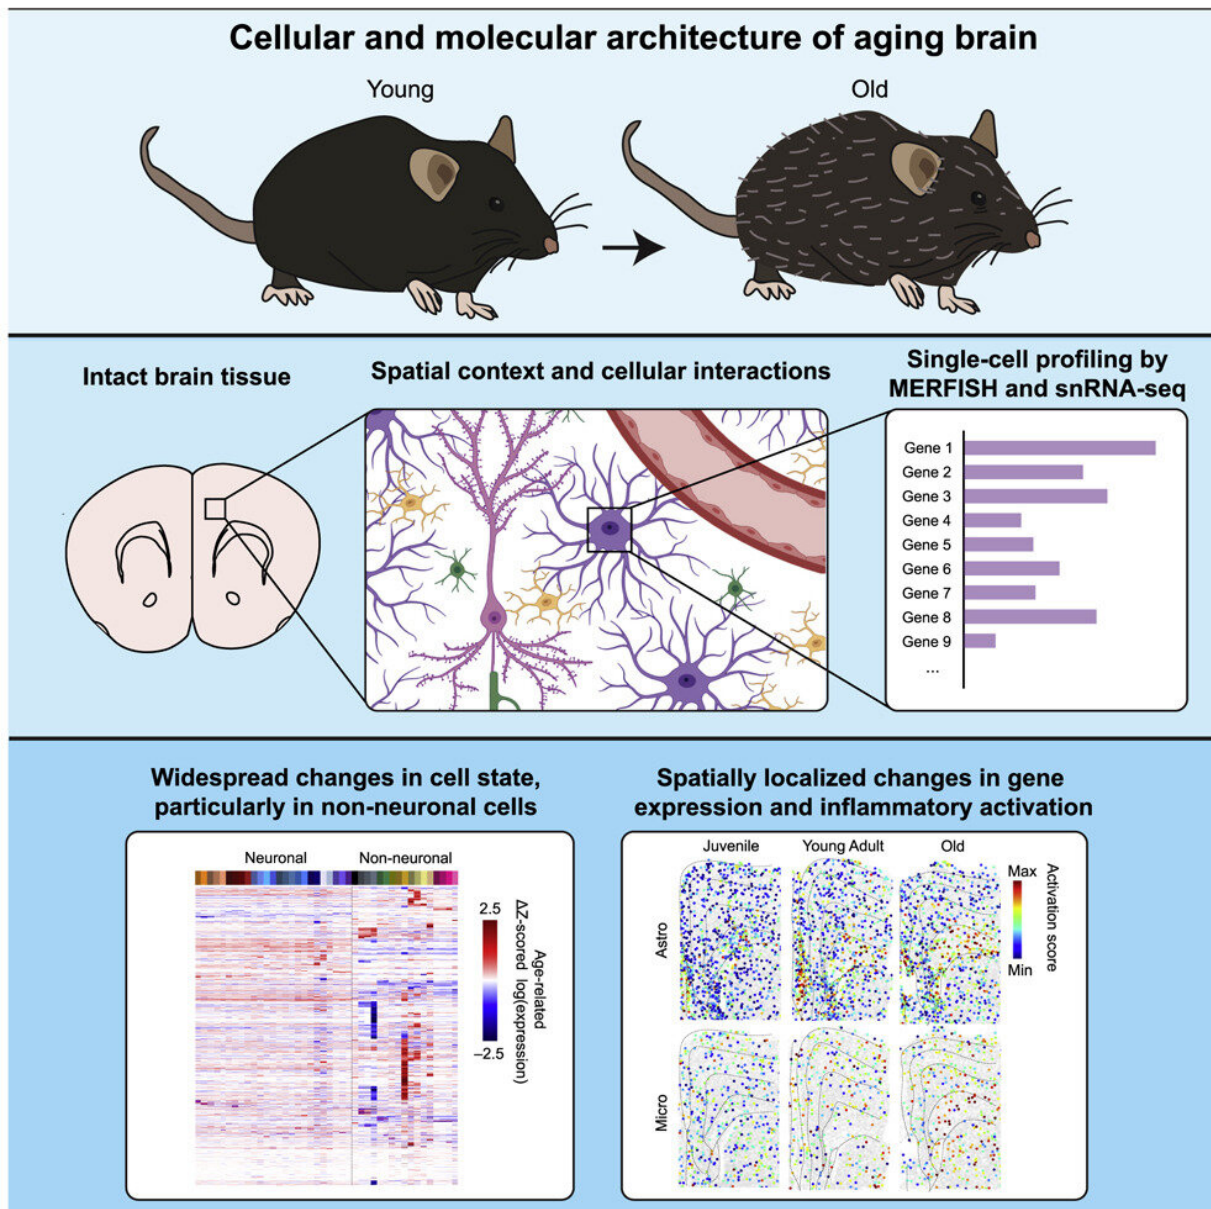 Cellular and molecular architecture of aging brain
Young
Old
Intact brain tissue
Spatial context and cellular interactions
Single-cell profiling by
MERFISH and snRNA-seq
Gene 1
Gene 2
Gene 3
Gene 4
Gene 5
Gene 6
Gene 7
Gene 8
Gene 9
...
Widespread changes in cell state,
particularly in non-neuronal cells
Neuronal
Non-neuronal
2.5
−2.5
Age-related
ΔZ-scored log(expression)
Spatially localized changes in gene
expression and inflammatory activation
Juvenile
Young Adult
Old
Astro
Micro
Max
Min
Activation score